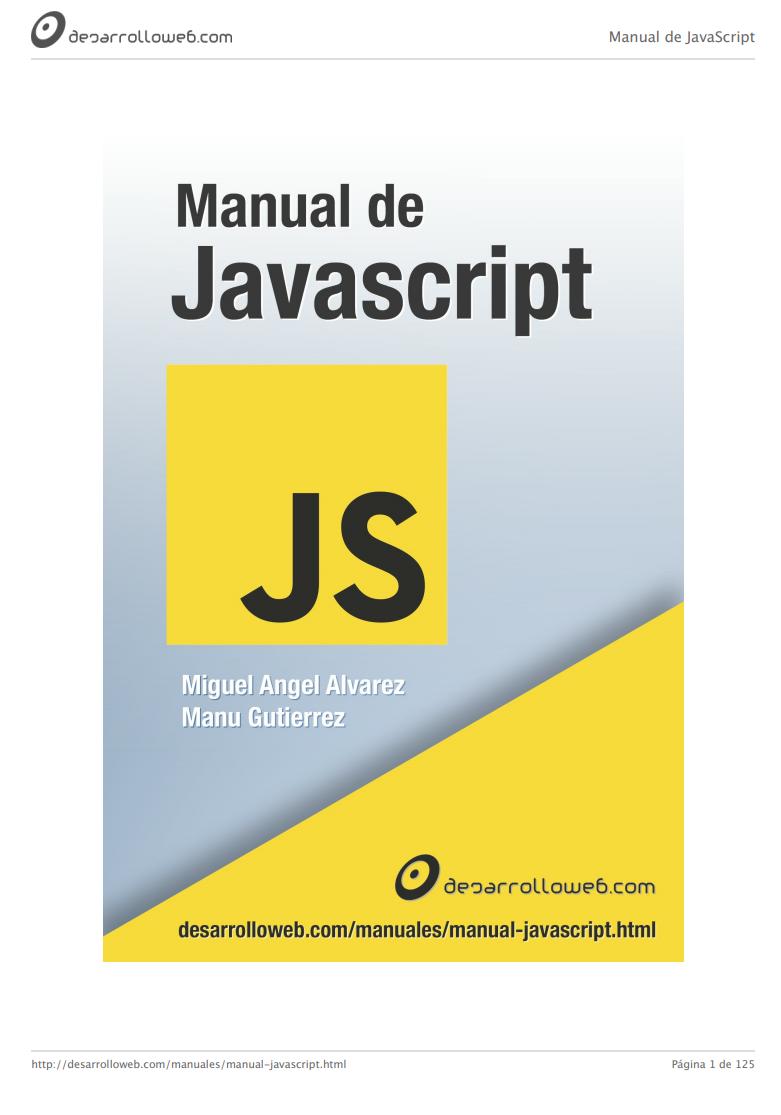 desarrolloweb.com
Manual de JavaScript
Manual de
Javascript
JS
Miguel Angel Alvarez
Manu Gutierrez
desarrolloweb.com
desarrolloweb.com/manuales/manual-javascript.html
http://desarrolloweb.com/manuales/manual-javascript.html
Página 1 de 125